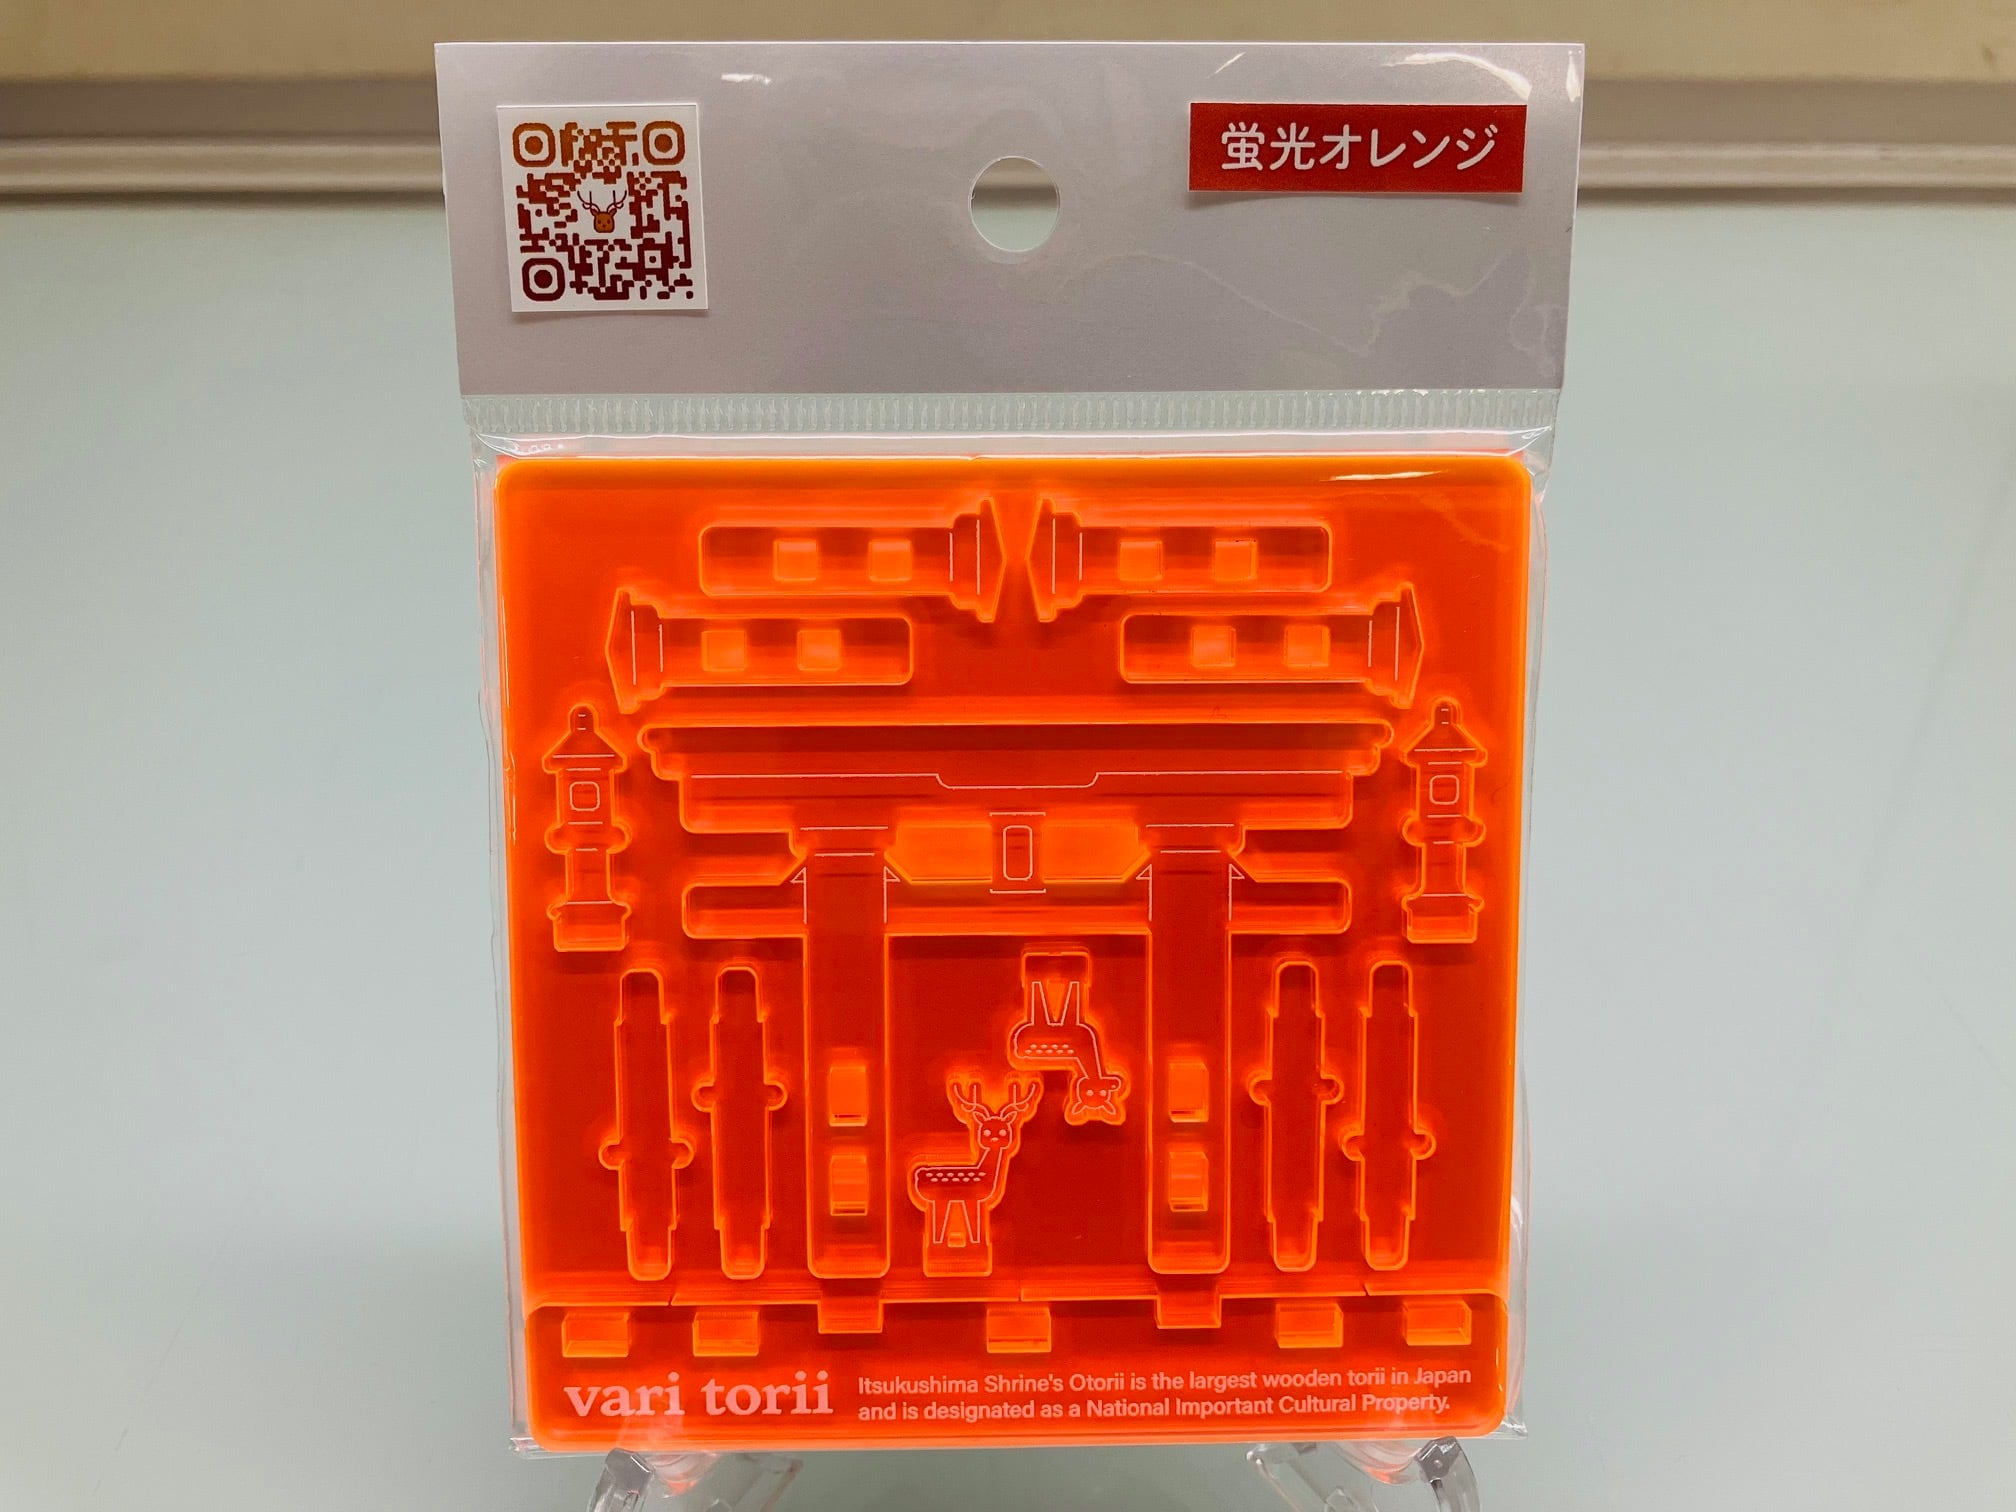 蛍光オレンジ
vari torii
Itsukushima Shrine's Otorii is the largest wooden torii in Japan
and is designated as a National Important Cultural Property.